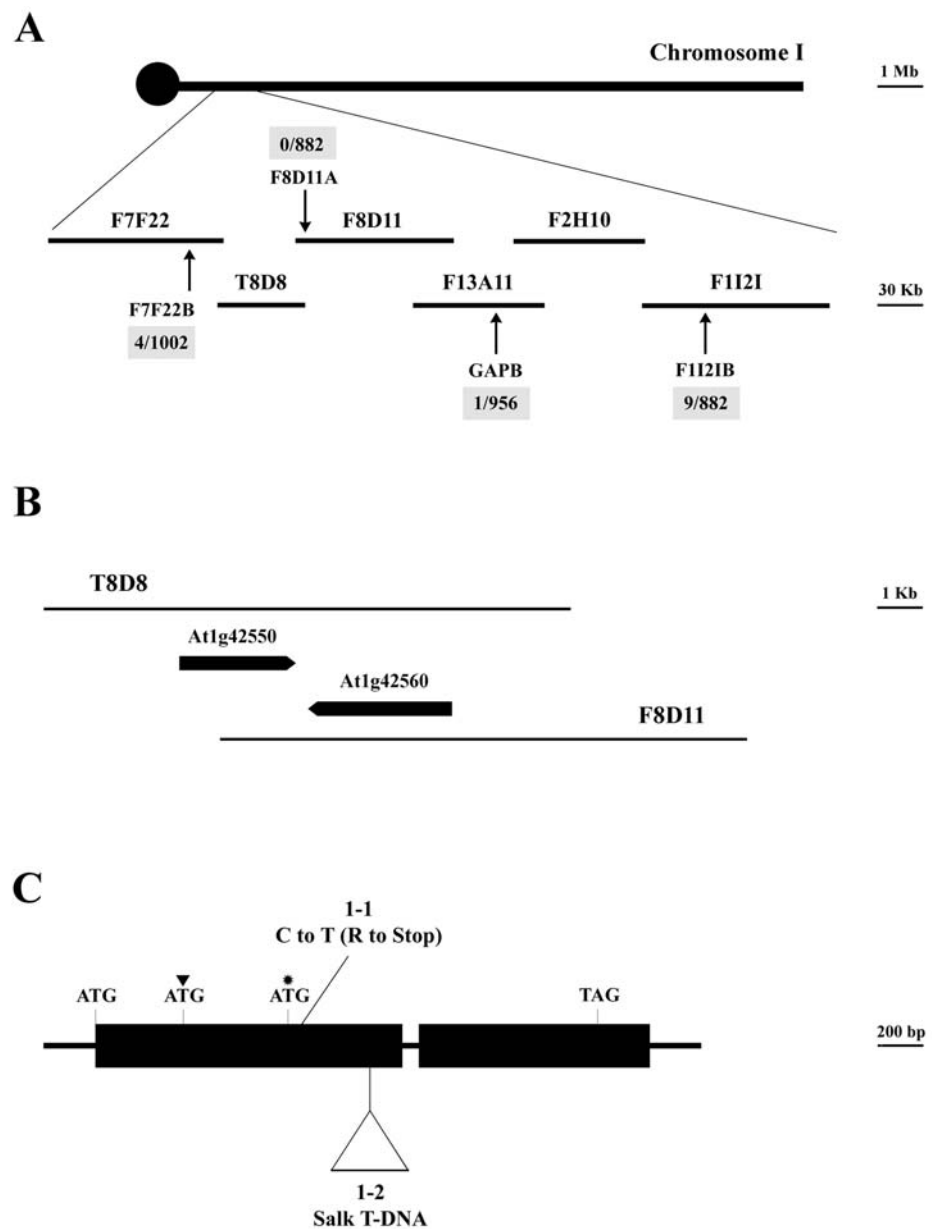 A
Chromosome I
1 Mb
0/882
F8D11A
F7F22
F8D11
F2H10
T8D8
F13A11
F1I2I
30 Kb
F7F22B
4/1002
GAPB
1/956
F1I2IB
9/882
B
T8D8
1 Kb
At1g42550
At1g42560
F8D11
C
1-1
C to T (R to Stop)
ATG
ATG
ATG
TAG
200 bp
1-2
Salk T-DNA